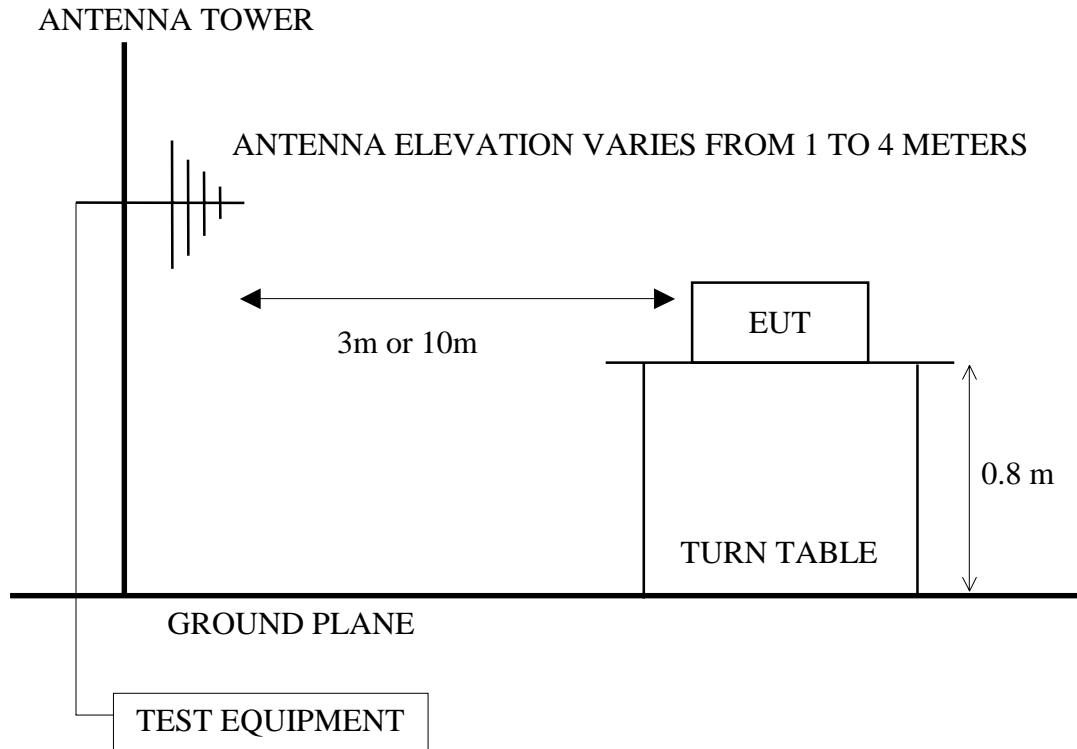 ANTENNA TOWER
ANTENNA ELEVATION VARIES FROM 1 TO 4 METERS
3m or 10m
EUT
0.8 m
TURN TABLE
GROUND PLANE
TEST EQUIPMENT